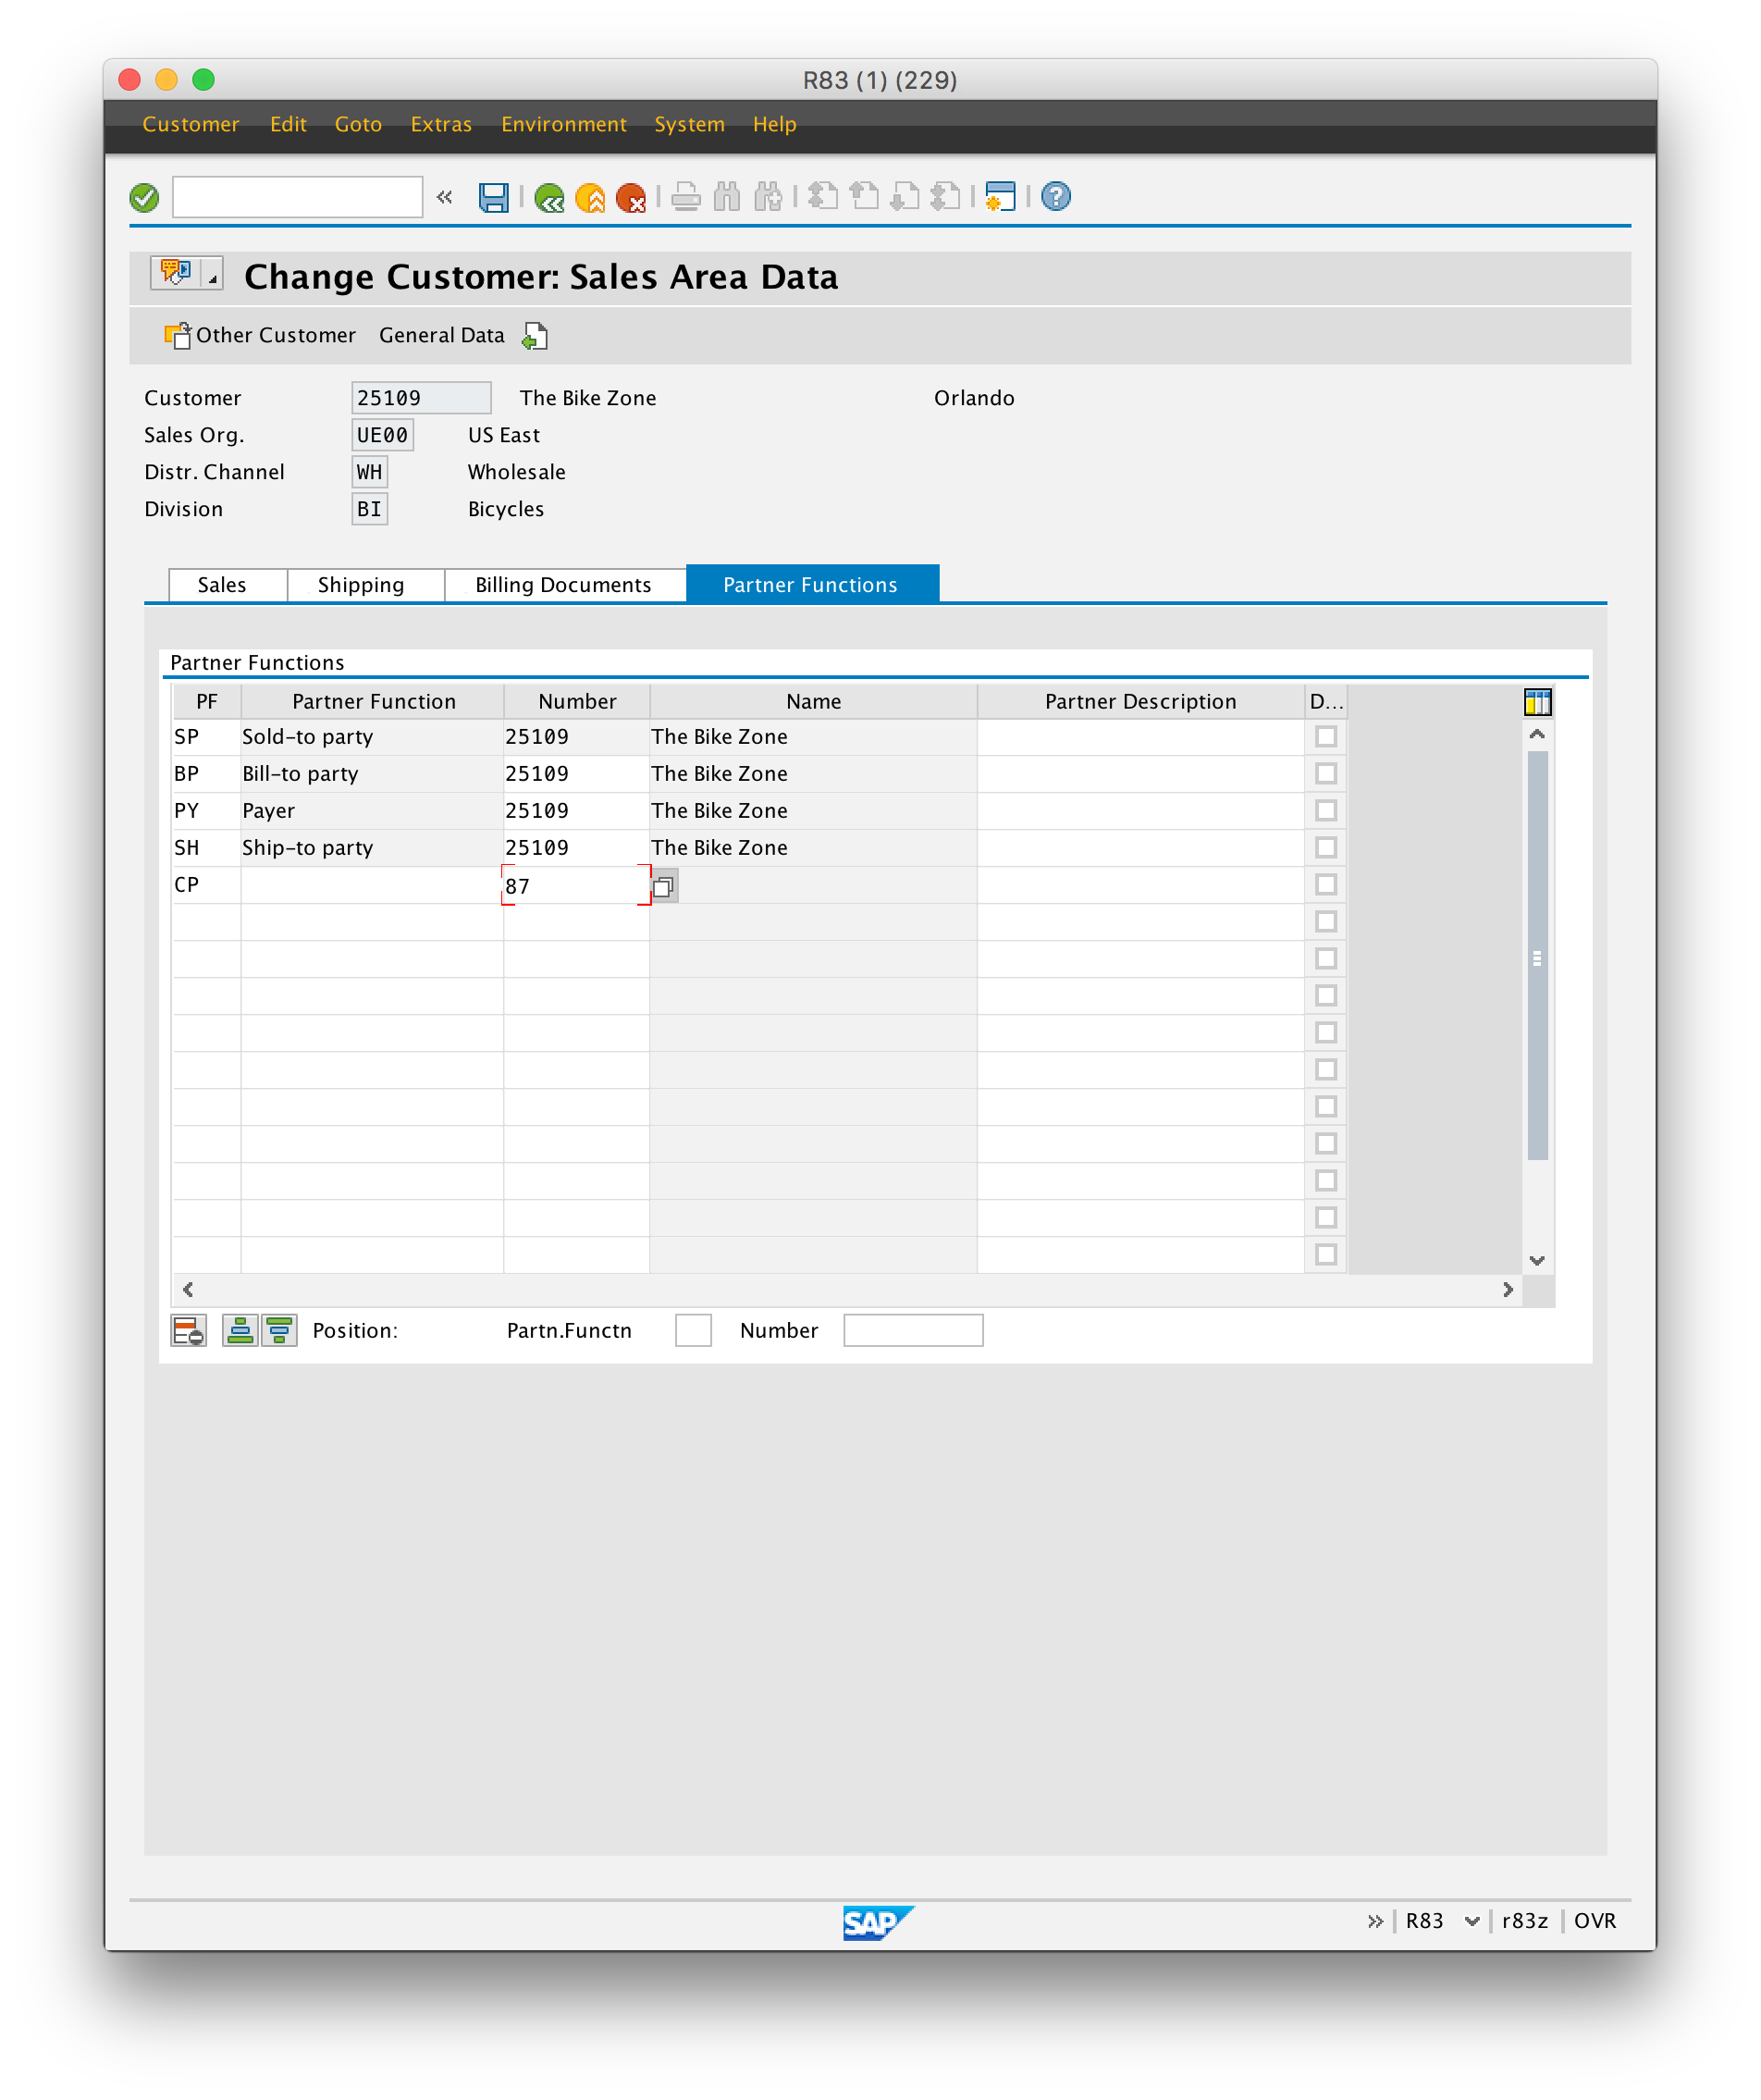 R83 (1) (229)
Customer Edit Goto Extras Environment System Help
Change Customer: Sales Area Data
Other Customer General Data
Customer 25109 The Bike Zone Orlando
Sales Org. UE00 US East
Distr. Channel WH Wholesale
Division BI Bicycles
Sales Shipping Billing Documents Partner Functions
Partner Functions
PF Partner Function Number Name Partner Description D...
SP Sold-to party 25109 The Bike Zone
BP Bill-to party 25109 The Bike Zone
PY Payer 25109 The Bike Zone
SH Ship-to party 25109 The Bike Zone
CP 87
Position: Partn.Functn Number
SAP R83 r83z OVR